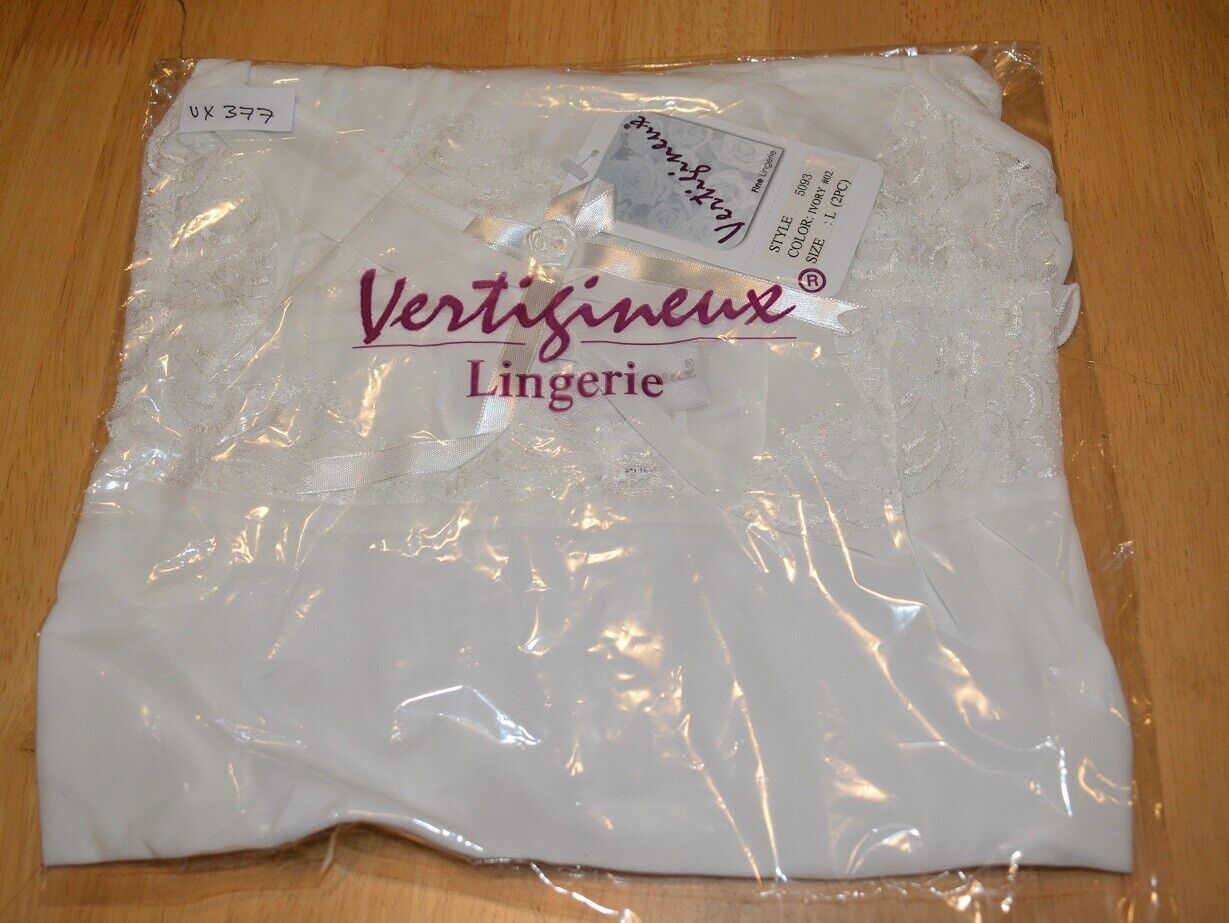 UX 377
Vertigineux
Fine Lingerie
STYLE : 5093
COLOR: IVORY #02
SIZE : L (2PC)
Vertigineux ®
Lingerie